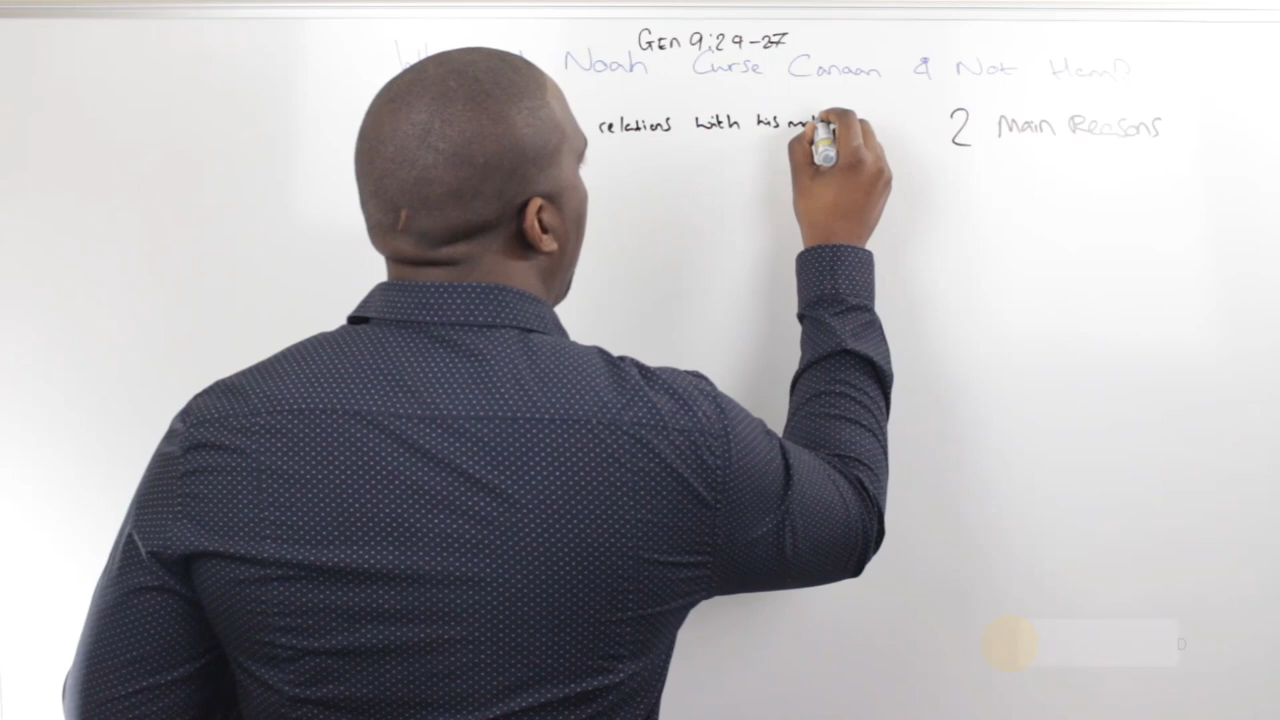 Gen 9:24-27
Noah Curse Canaan & Not Ham?
relations with his
2 Main Reasons